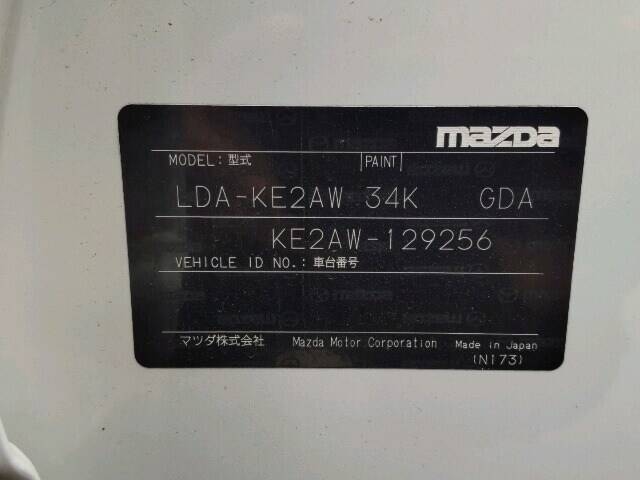 mazda
MODEL: 型式 PAINT
LDA-KE2AW 34K GDA
KE2AW-129256
VEHICLE ID NO.: 車台番号
マツダ株式会社 Mazda Motor Corporation Made in Japan
(N173)